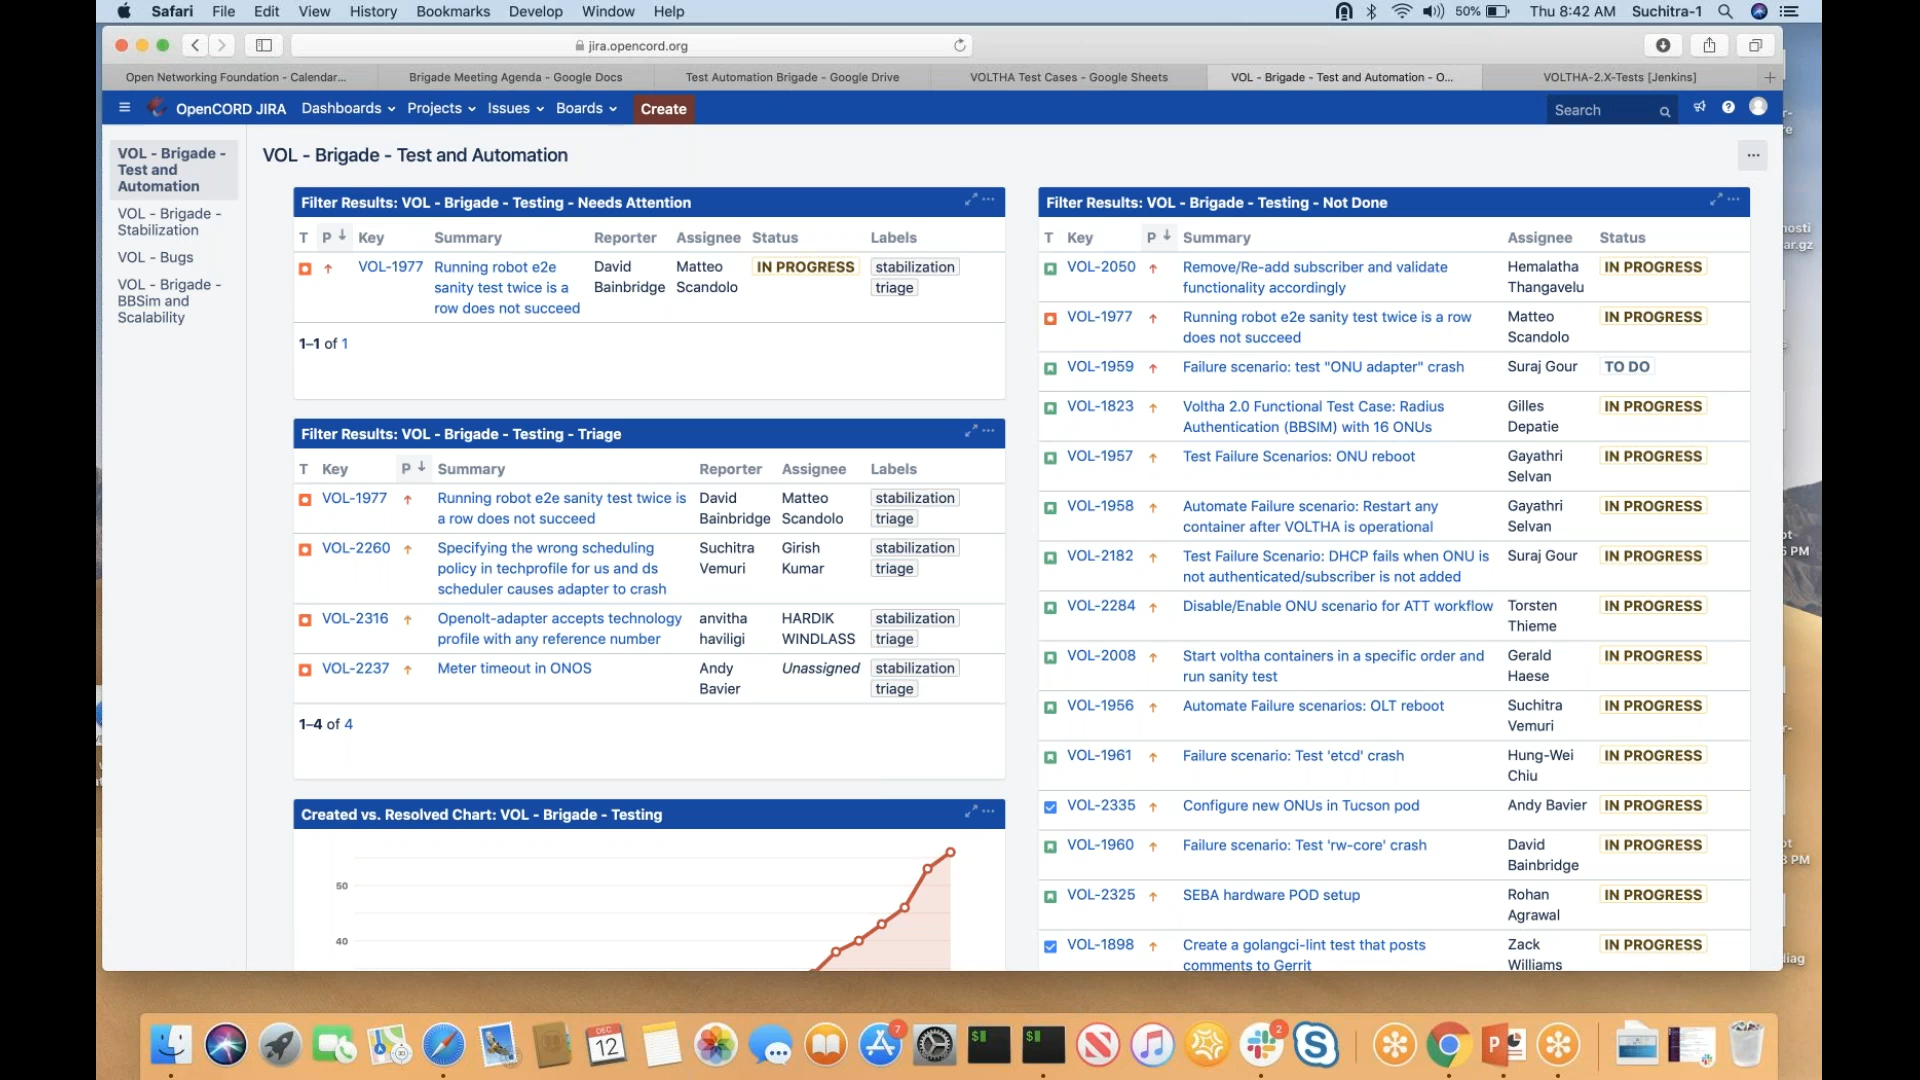 Safari File Edit View History Bookmarks Develop Window Help
50% Thu 8:42 AM Suchitra-1
jira.opencord.org
Open Networking Foundation - Calendar...
Brigade Meeting Agenda - Google Docs
Test Automation Brigade - Google Drive
VOLTHA Test Cases - Google Sheets
VOL - Brigade - Test and Automation - O...
VOLTHA-2.X-Tests [Jenkins]
OpenCORD JIRA Dashboards Projects Issues Boards Create
Search
VOL - Brigade -
Test and
Automation
VOL - Brigade -
Stabilization
VOL - Bugs
VOL - Brigade -
BBSim and
Scalability
VOL - Brigade - Test and Automation
Filter Results: VOL - Brigade - Testing - Needs Attention
T P Key Summary Reporter Assignee Status Labels
VOL-1977 Running robot e2e David Matteo IN PROGRESS stabilization
sanity test twice is a Bainbridge Scandolo triage
row does not succeed
1–1 of 1
Filter Results: VOL - Brigade - Testing - Triage
T Key P Summary Reporter Assignee Labels
VOL-1977 Running robot e2e sanity test twice is David Matteo stabilization
a row does not succeed Bainbridge Scandolo triage
VOL-2260 Specifying the wrong scheduling Suchitra Girish stabilization
policy in techprofile for us and ds Vemuri Kumar triage
scheduler causes adapter to crash
VOL-2316 Openolt-adapter accepts technology anvitha HARDIK stabilization
profile with any reference number haviligi WINDLASS triage
VOL-2237 Meter timeout in ONOS Andy Unassigned stabilization
Bavier triage
1–4 of 4
Created vs. Resolved Chart: VOL - Brigade - Testing
50
40
Filter Results: VOL - Brigade - Testing - Not Done
T Key P Summary Assignee Status
VOL-2050 Remove/Re-add subscriber and validate Hemalatha IN PROGRESS
functionality accordingly Thangavelu
VOL-1977 Running robot e2e sanity test twice is a row Matteo IN PROGRESS
does not succeed Scandolo
VOL-1959 Failure scenario: test "ONU adapter" crash Suraj Gour TO DO
VOL-1823 Voltha 2.0 Functional Test Case: Radius Gilles IN PROGRESS
Authentication (BBSIM) with 16 ONUs Depatie
VOL-1957 Test Failure Scenarios: ONU reboot Gayathri IN PROGRESS
Selvan
VOL-1958 Automate Failure scenario: Restart any Gayathri IN PROGRESS
container after VOLTHA is operational Selvan
VOL-2182 Test Failure Scenario: DHCP fails when ONU is Suraj Gour IN PROGRESS
not authenticated/subscriber is not added
VOL-2284 Disable/Enable ONU scenario for ATT workflow Torsten IN PROGRESS
Thieme
VOL-2008 Start voltha containers in a specific order and Gerald IN PROGRESS
run sanity test Haese
VOL-1956 Automate Failure scenarios: OLT reboot Suchitra IN PROGRESS
Vemuri
VOL-1961 Failure scenario: Test 'etcd' crash Hung-Wei IN PROGRESS
Chiu
VOL-2335 Configure new ONUs in Tucson pod Andy Bavier IN PROGRESS
VOL-1960 Failure scenario: Test 'rw-core' crash David IN PROGRESS
Bainbridge
VOL-2325 SEBA hardware POD setup Rohan IN PROGRESS
Agrawal
VOL-1898 Create a golangci-lint test that posts Zack IN PROGRESS
comments to Gerrit Williams
DEC
12
7
2